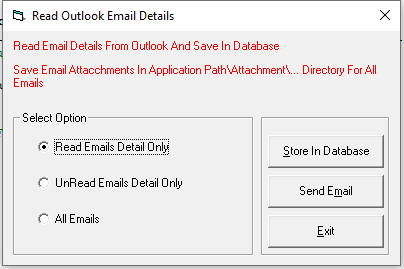 Read Outlook Email Details
Read Email Details From Outlook And Save In Database
Save Email Attacchments In Application Path\Attachment\... Directory For All
Emails
Select Option
Read Emails Detail Only
UnRead Emails Detail Only
All Emails
Store In Database
Send Email
Exit